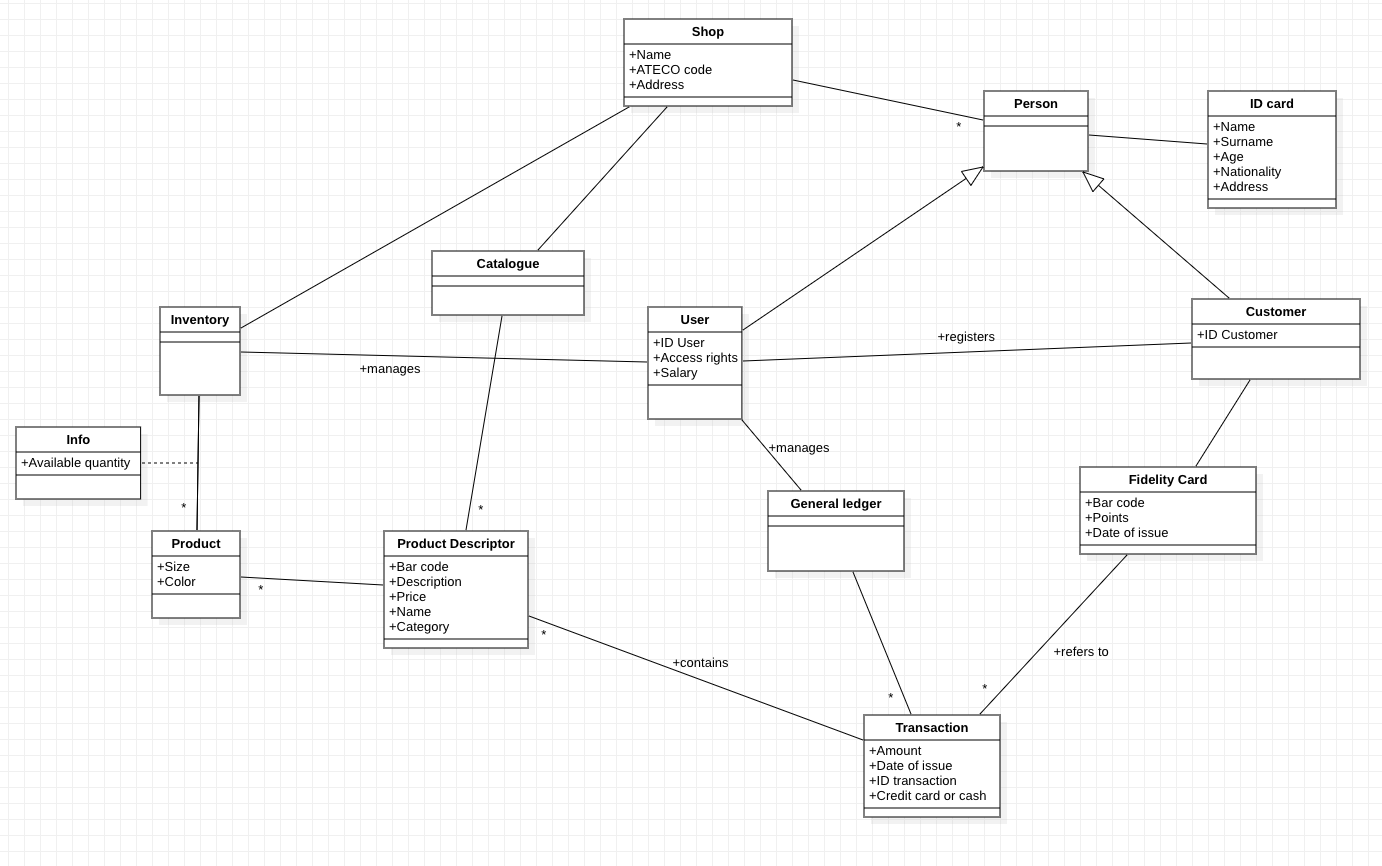 Shop
+Name
+ATECO code
+Address
Person
*
ID card
+Name
+Surname
+Age
+Nationality
+Address
Catalogue
Inventory
User
+ID User
+Access rights
+Salary
Customer
+ID Customer
+registers
+manages
Info
+Available quantity
+manages
Fidelity Card
+Bar code
+Points
+Date of issue
General ledger
*
*
Product
+Size
+Color
*
Product Descriptor
+Bar code
+Description
+Price
+Name
+Category
*
+contains
+refers to
*
*
Transaction
+Amount
+Date of issue
+ID transaction
+Credit card or cash